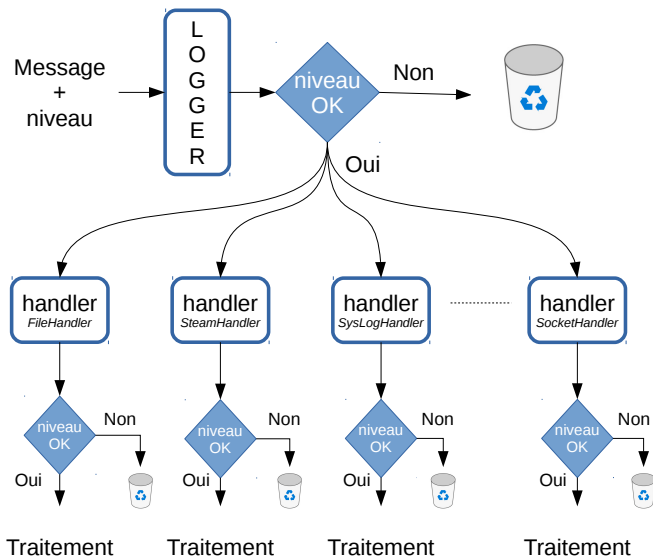 Message
+
niveau
L
O
G
G
E
R
niveau
OK
Non
Oui
handler
FileHandler
handler
SteamHandler
handler
SysLogHandler
handler
SocketHandler
niveau
OK
Non
Oui
niveau
OK
Non
Oui
niveau
OK
Non
Oui
niveau
OK
Non
Oui
Traitement
Traitement
Traitement
Traitement